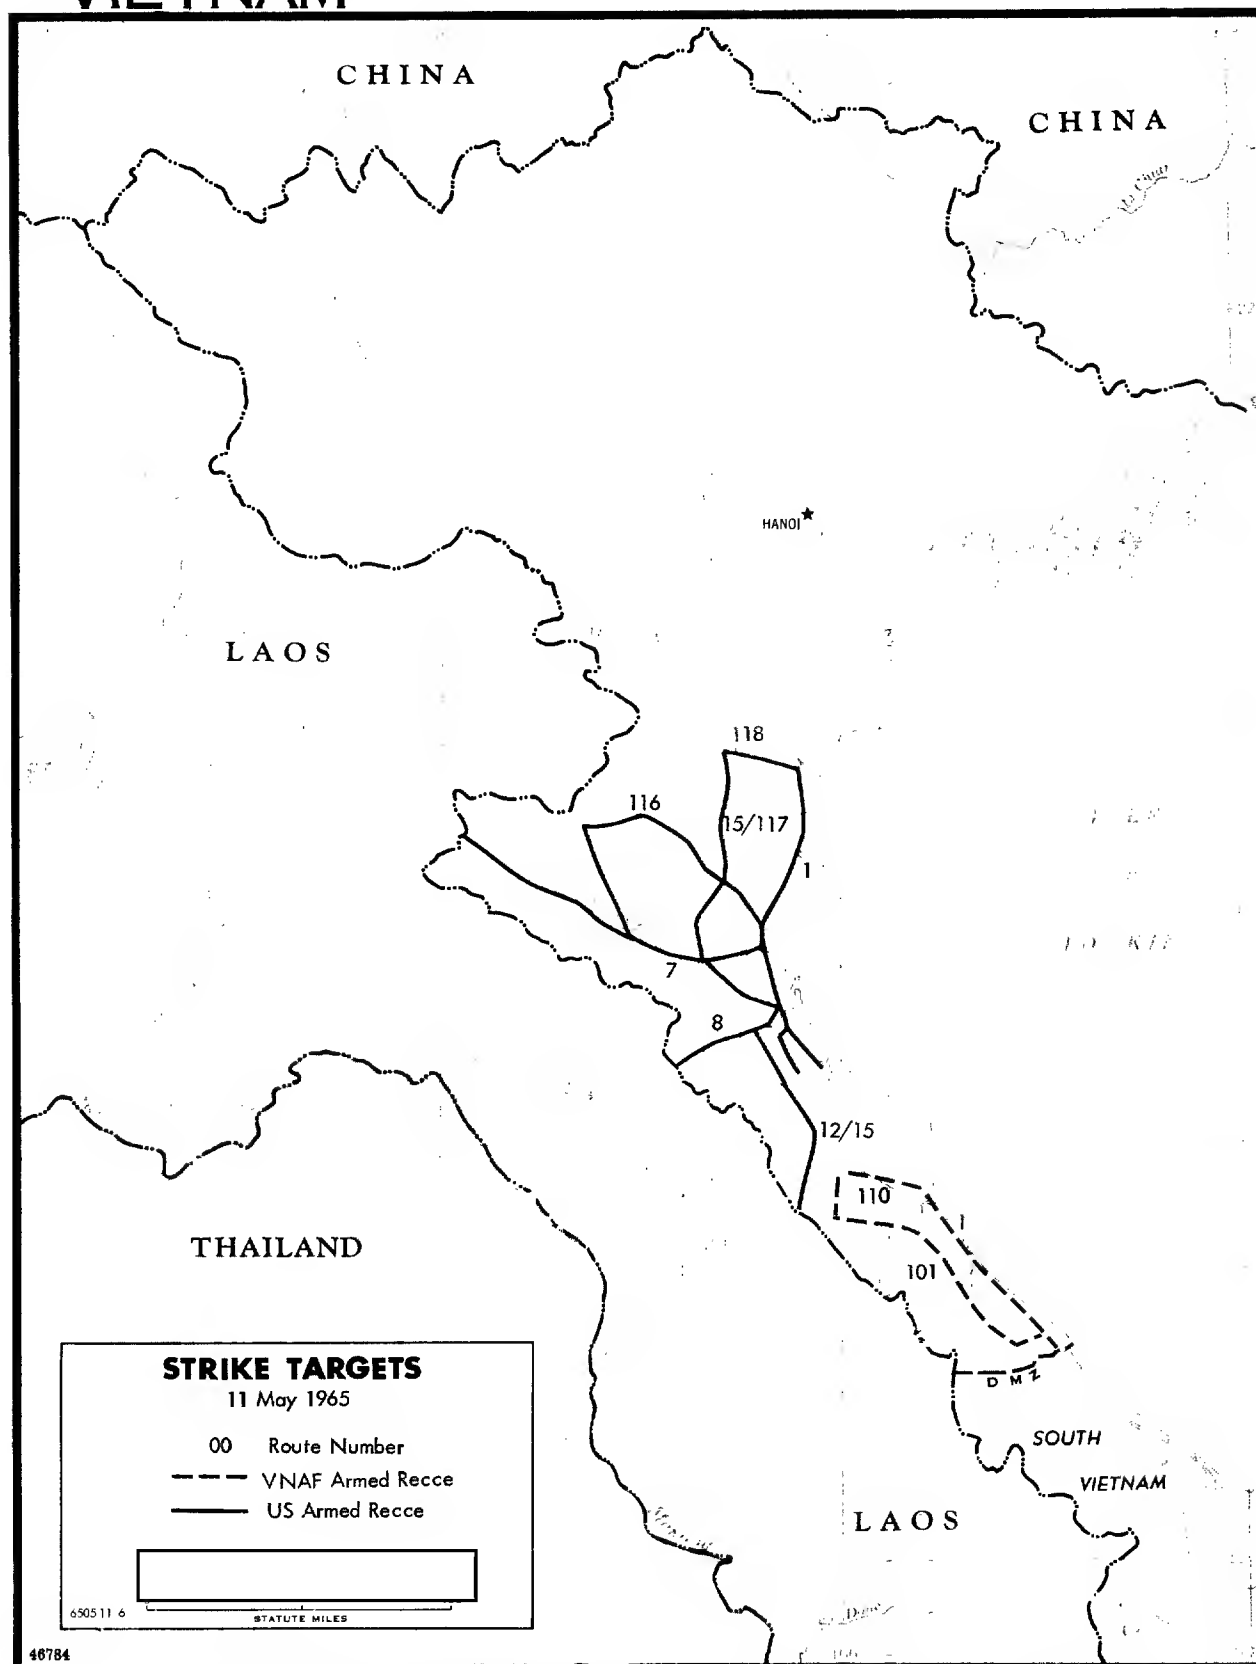 VIETNAM
CHINA
CHINA
HANOI
LAOS
118
116
15/117
1
7
8
12/15
110
1
101
THAILAND
DMZ
SOUTH
VIETNAM
LAOS
STRIKE TARGETS
11 May 1965
00 Route Number
VNAF Armed Recce
US Armed Recce
650511 6
STATUTE MILES
46784